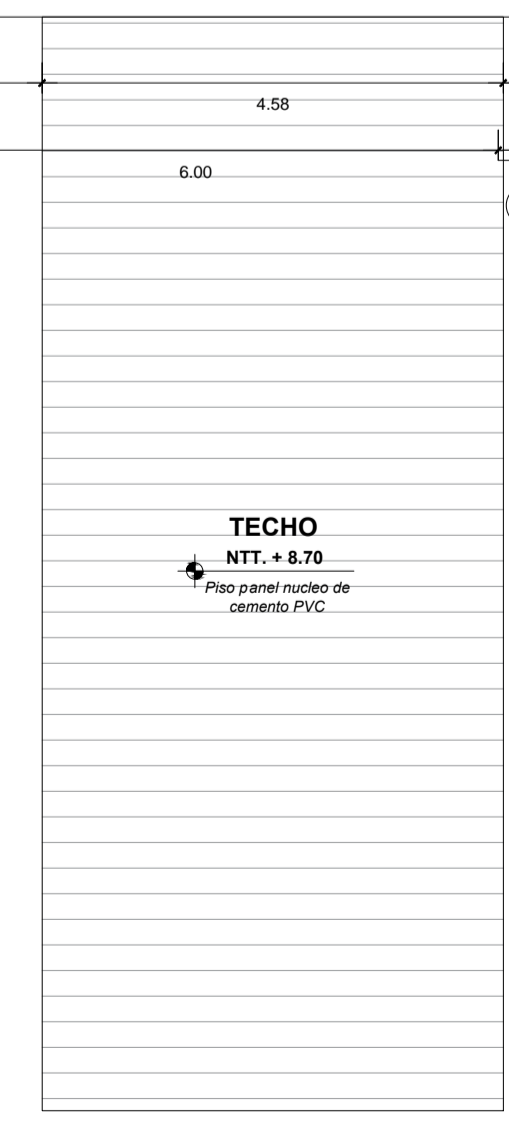 4.58
6.00
TECHO
NTT. + 8.70
Piso panel nucleo de
cemento PVC